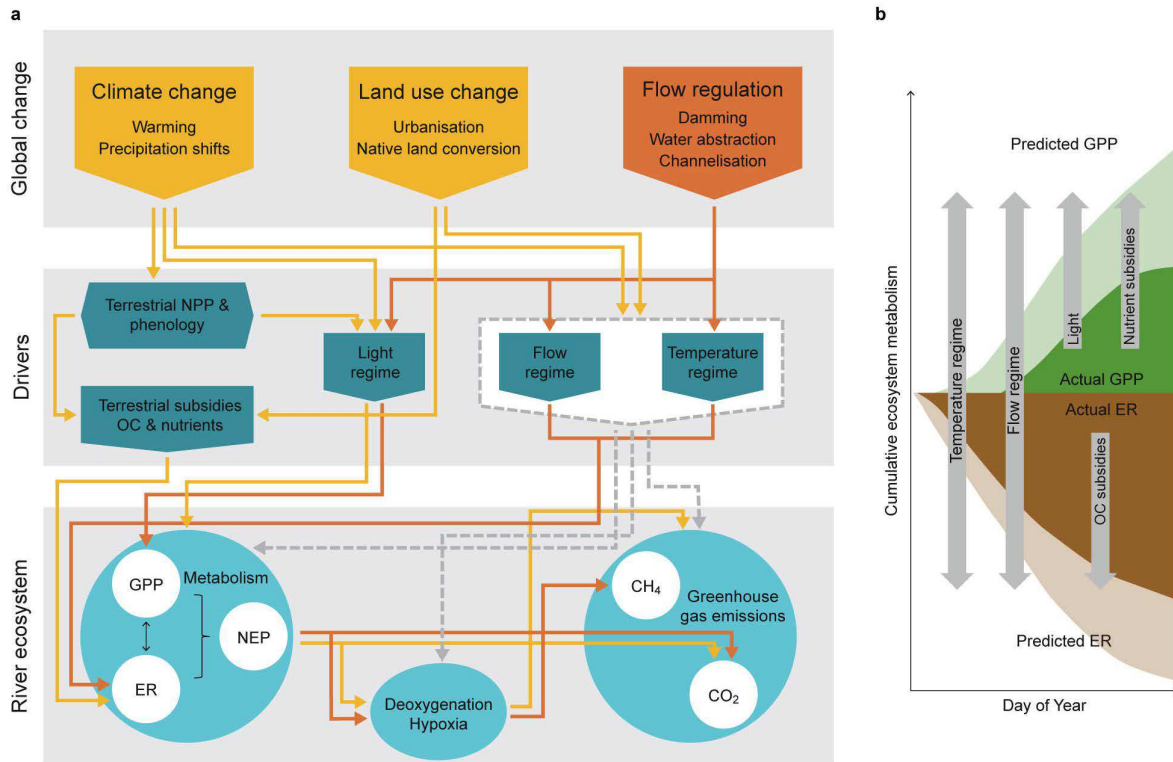 a
Global change
Climate change
Warming
Precipitation shifts
Land use change
Urbanisation
Native land conversion
Flow regulation
Damming
Water abstraction
Channelisation
Drivers
Terrestrial NPP &
phenology
Light
regime
Flow
regime
Temperature
regime
Terrestrial subsidies
OC & nutrients
River ecosystem
GPP
Metabolism
NEP
ER
Deoxygenation
Hypoxia
CH₄
Greenhouse
gas emissions
CO₂
b
Cumulative ecosystem metabolism
Predicted GPP
Temperature regime
Flow regime
Light
Nutrient subsidies
Actual GPP
Actual ER
OC subsidies
Predicted ER
Day of Year